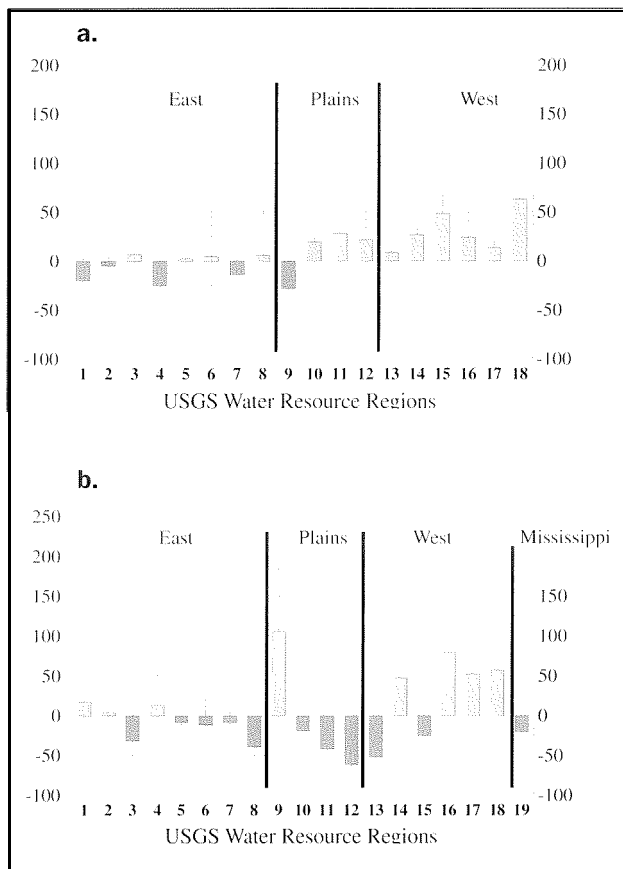 a.
200 200
150 150
East Plains West
100 100
50 50
0 0
-50 -50
-100 -100
1 2 3 4 5 6 7 8 9 10 11 12 13 14 15 16 17 18
USGS Water Resource Regions
b.
250
East Plains West Mississippi
200
150 150
100 100
50 50
0 0
-50 -50
-100 -100
1 2 3 4 5 6 7 8 9 10 11 12 13 14 15 16 17 18 19
USGS Water Resource Regions